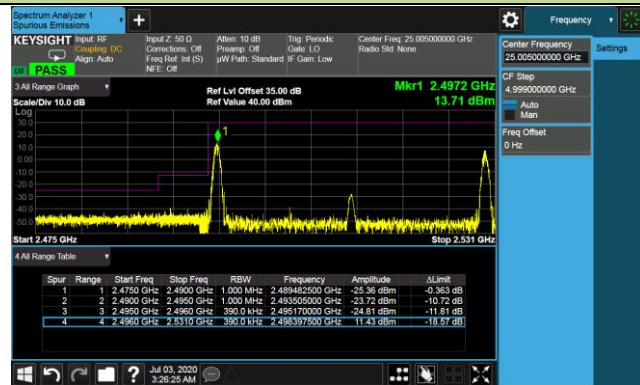 Spectrum Analyzer 1
Spurious Emissions
Frequency
KEYSIGHT
Input: RF
Coupling: DC
Align: Auto
Input Z: 50 Ω
Corrections: Off
Freq Ref: Int (S)
NFE: Off
Atten: 10 dB
Preamp: Off
µW Path: Standard
Trig: Periodic
Gate: LO
IF Gain: Low
Center Freq: 25.005000000 GHz
Radio Std: None
PASS
Center Frequency
25.005000000 GHz
Settings
CF Step
4.999000000 GHz
Auto
Man
Freq Offset
0 Hz
3 All Range Graph
Scale/Div 10.0 dB
Ref Lvl Offset 35.00 dB
Ref Value 40.00 dBm
Mkr1 2.4972 GHz
13.71 dBm
Log
30.0
20.0
10.0
0.00
-10.0
-20.0
-30.0
-40.0
-50.0
1
Start 2.475 GHz
Stop 2.531 GHz
4 All Range Table
Spur Range Start Freq Stop Freq RBW Frequency Amplitude ΔLimit
1 1 2.4750 GHz 2.4900 GHz 1.000 MHz 2.489482500 GHz -25.36 dBm -0.363 dB
2 2 2.4900 GHz 2.4950 GHz 1.000 MHz 2.493505000 GHz -23.72 dBm -10.72 dB
3 3 2.4950 GHz 2.4960 GHz 390.0 kHz 2.495170000 GHz -24.81 dBm -11.81 dB
4 4 2.4960 GHz 2.5310 GHz 390.0 kHz 2.498397500 GHz 11.43 dBm -18.57 dB
?
Jul 03, 2020
3:26:25 AM